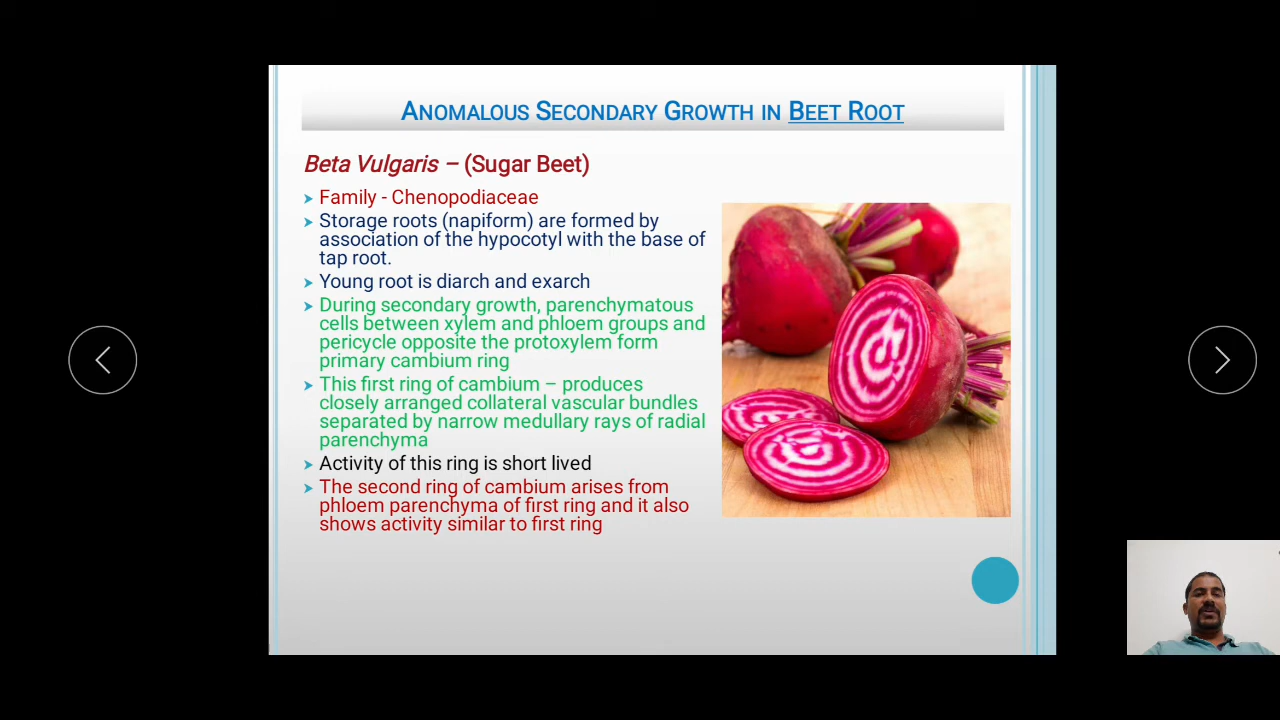 ANOMALOUS SECONDARY GROWTH IN BEET ROOT
Beta Vulgaris – (Sugar Beet)
Family - Chenopodiaceae
Storage roots (napiform) are formed by
association of the hypocotyl with the base of
tap root.
Young root is diarch and exarch
During secondary growth, parenchymatous
cells between xylem and phloem groups and
pericycle opposite the protoxylem form
primary cambium ring
This first ring of cambium – produces
closely arranged collateral vascular bundles
separated by narrow medullary rays of radial
parenchyma
Activity of this ring is short lived
The second ring of cambium arises from
phloem parenchyma of first ring and it also
shows activity similar to first ring